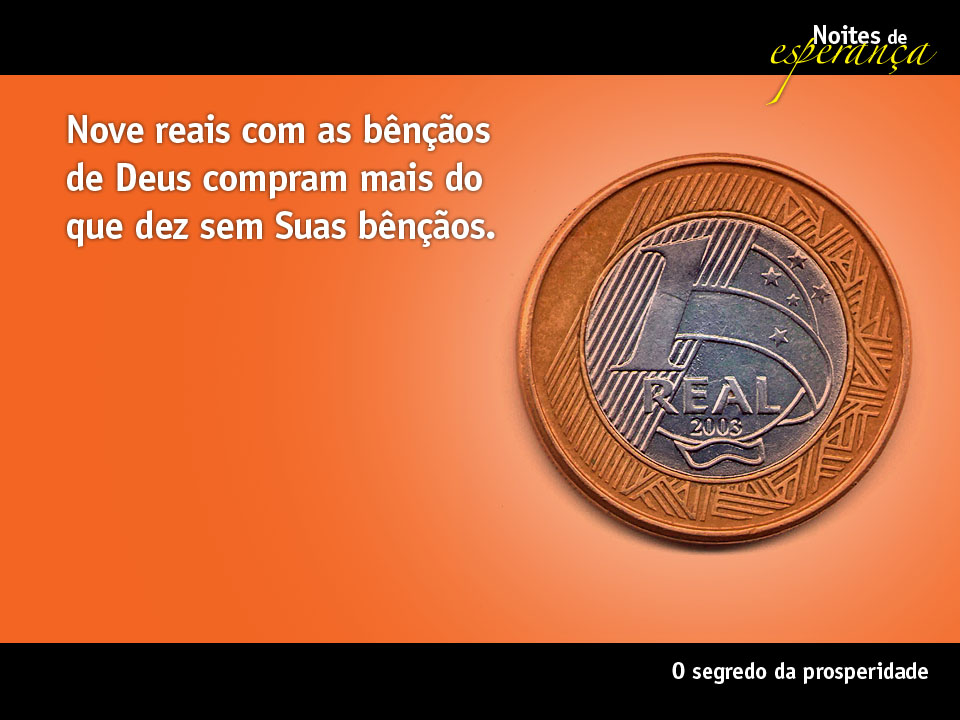 Noites de
esperança
Nove reais com as bênçãos
de Deus compram mais do
que dez sem Suas bênçãos.
1
REAL
2003
O segredo da prosperidade